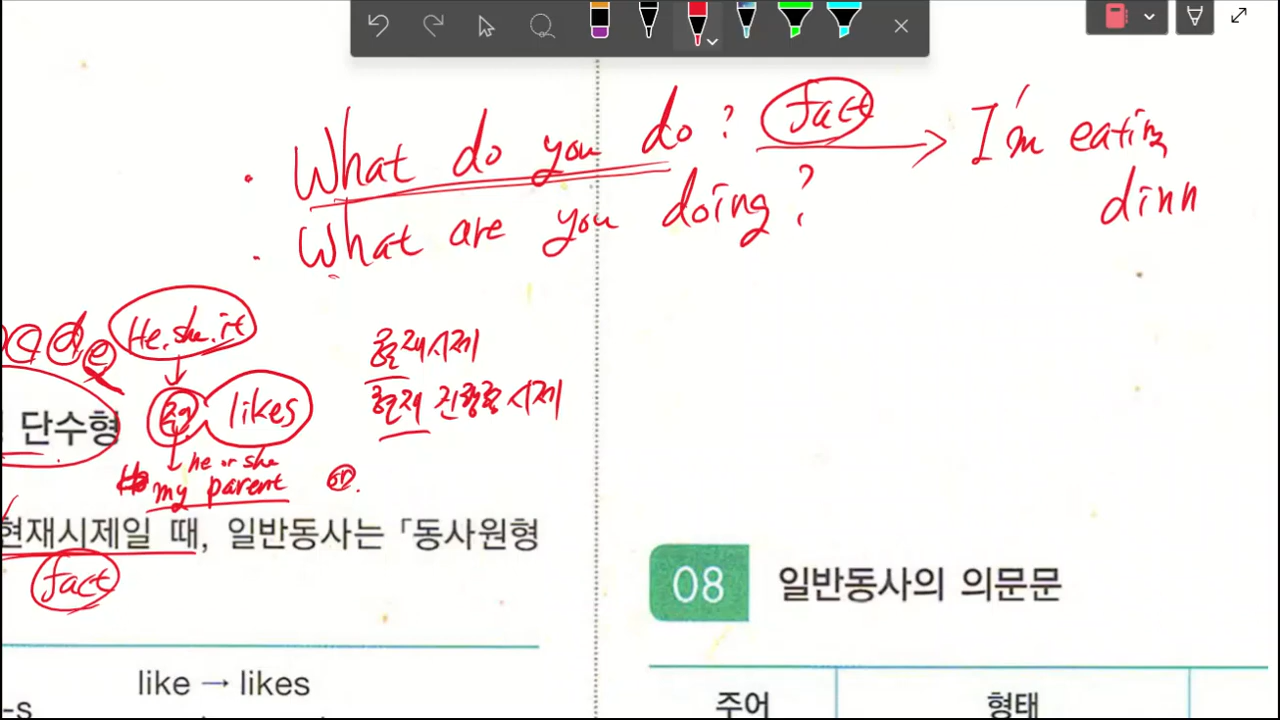 What do you do? fact → I'm eating
dinn
What are you doing?
c d, e He. she. it
현재시제
현재 진행중 시제
단수형
likes
he or she
my parent
or
현재시제일 때, 일반동사는 「동사원형
fact
08 일반동사의 의문문
like → likes
-s
주어 형태